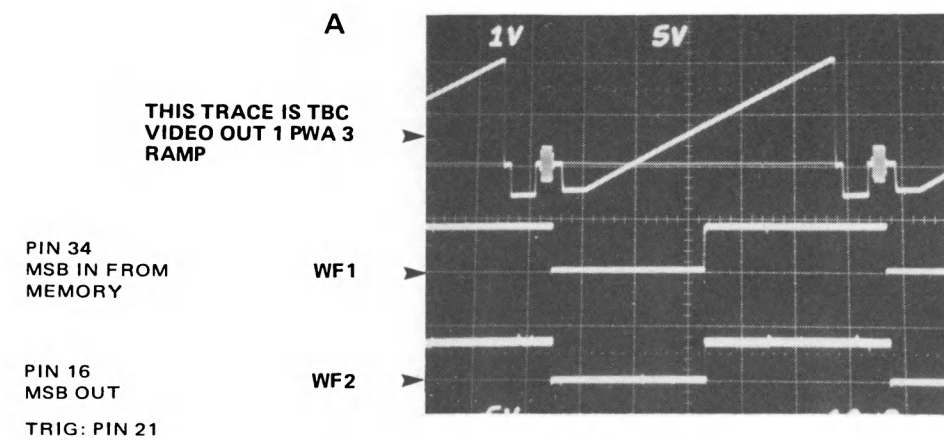 A
1V 5V
THIS TRACE IS TBC
VIDEO OUT 1 PWA 3
RAMP
PIN 34
MSB IN FROM
MEMORY
WF1
PIN 16
MSB OUT
WF2
TRIG: PIN 21